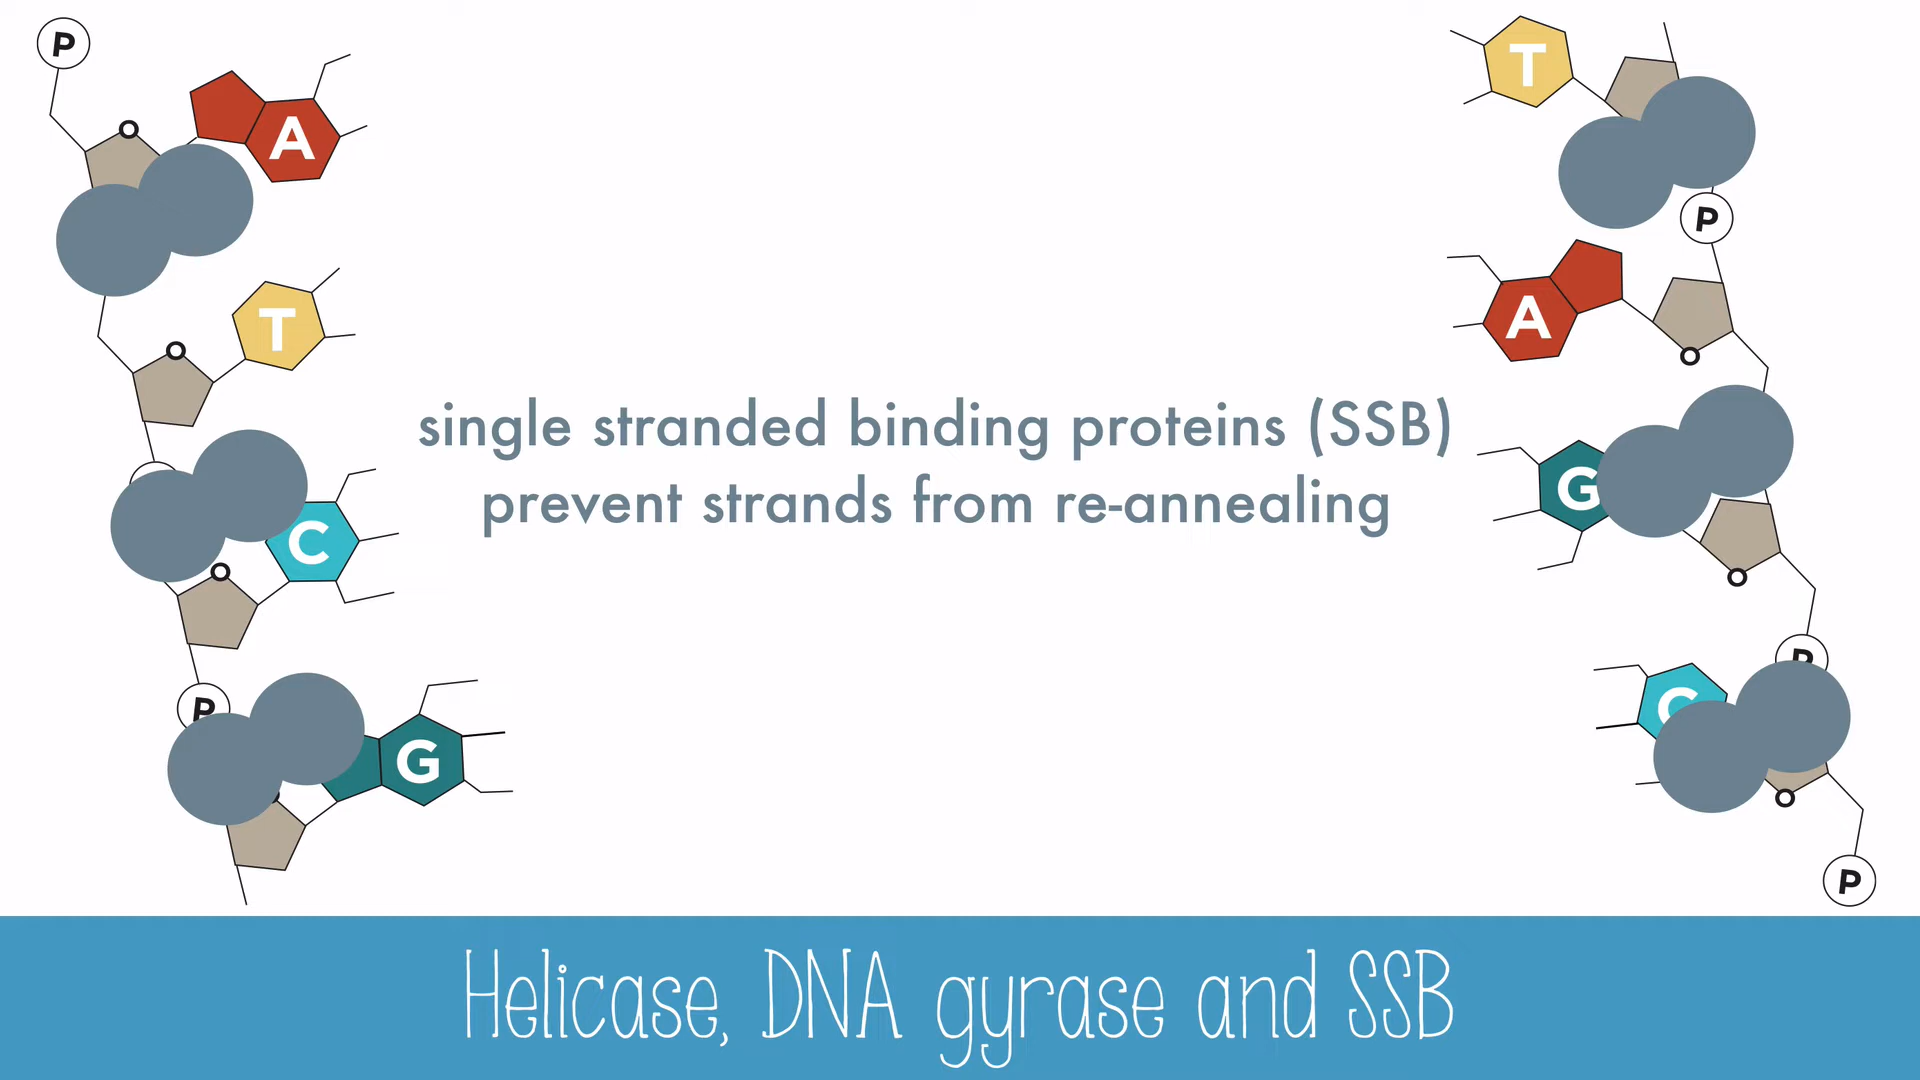 P
A
T
C
G
T
P
A
G
C
P
P
P
single stranded binding proteins (SSB)
prevent strands from re-annealing
Helicase, DNA gyrase and SSB